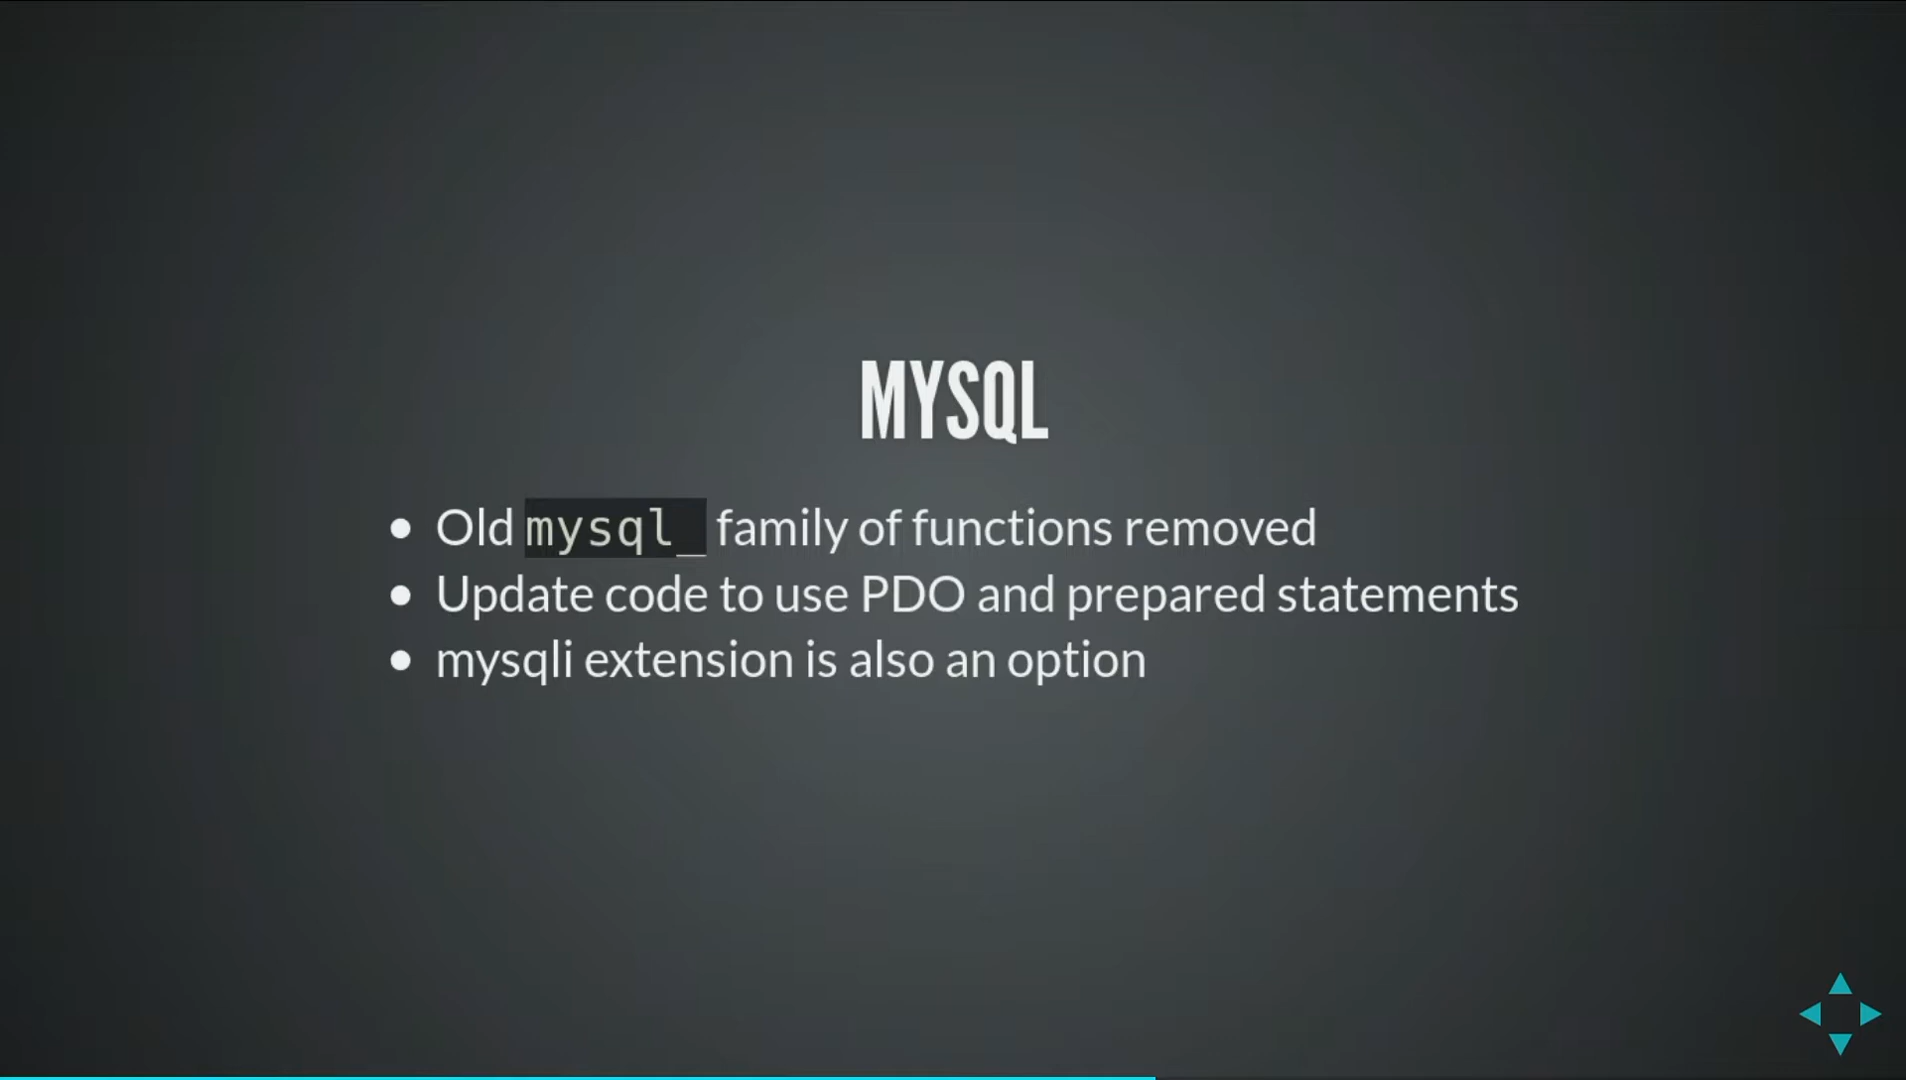 MYSQL
Old mysql_ family of functions removed
Update code to use PDO and prepared statements
mysqli extension is also an option